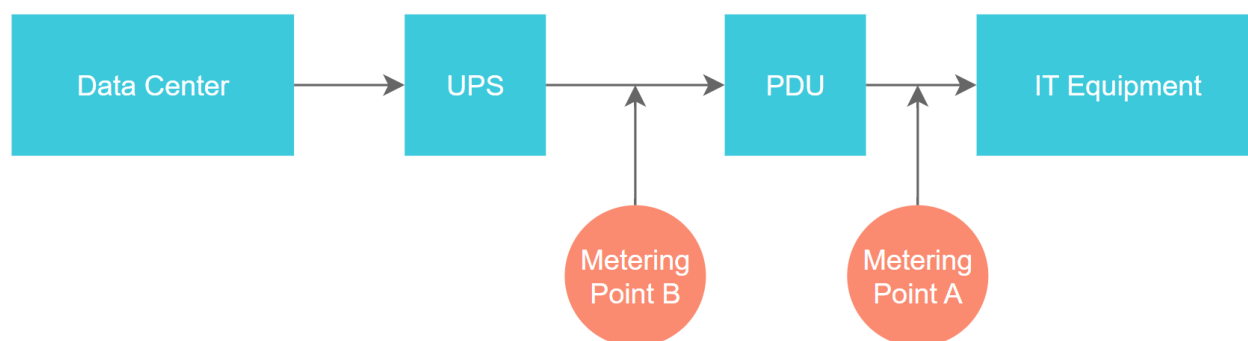 Data Center
UPS
PDU
IT Equipment
Metering
Point B
Metering
Point A